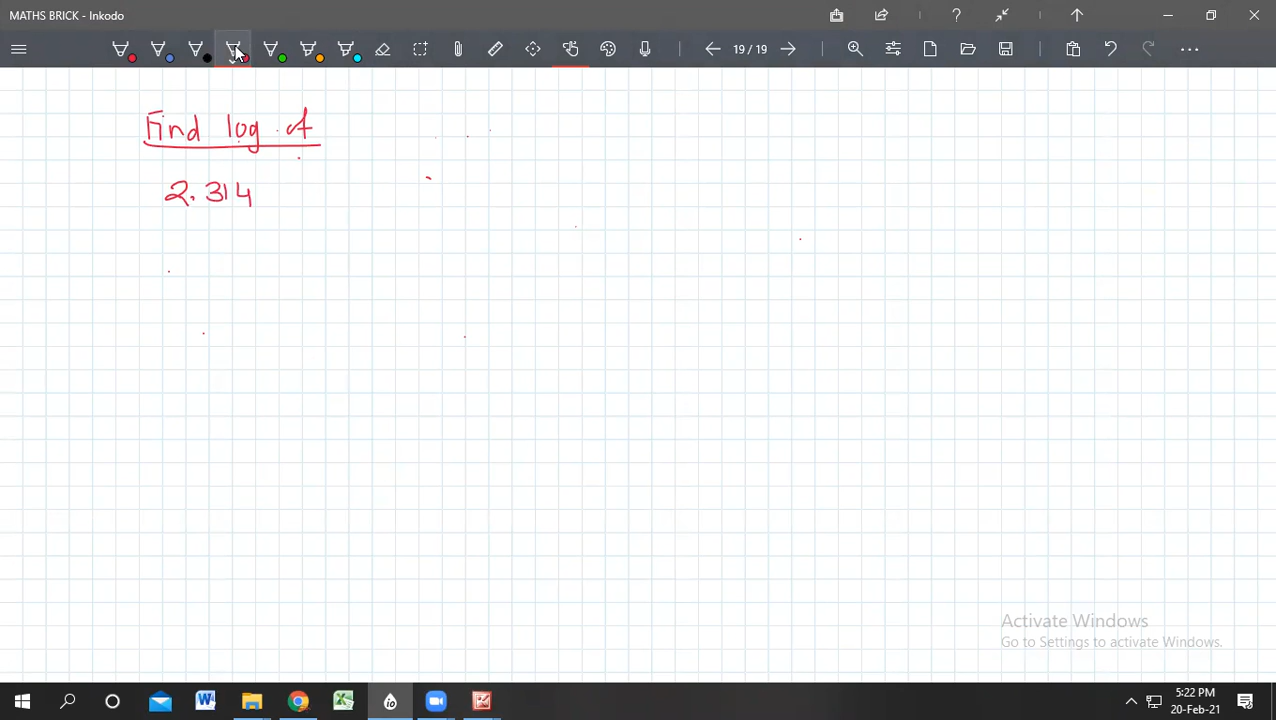 MATHS BRICK - Inkodo
19 / 19
Find log of
2.314
Activate Windows
Go to Settings to activate Windows.
5:22 PM
20-Feb-21